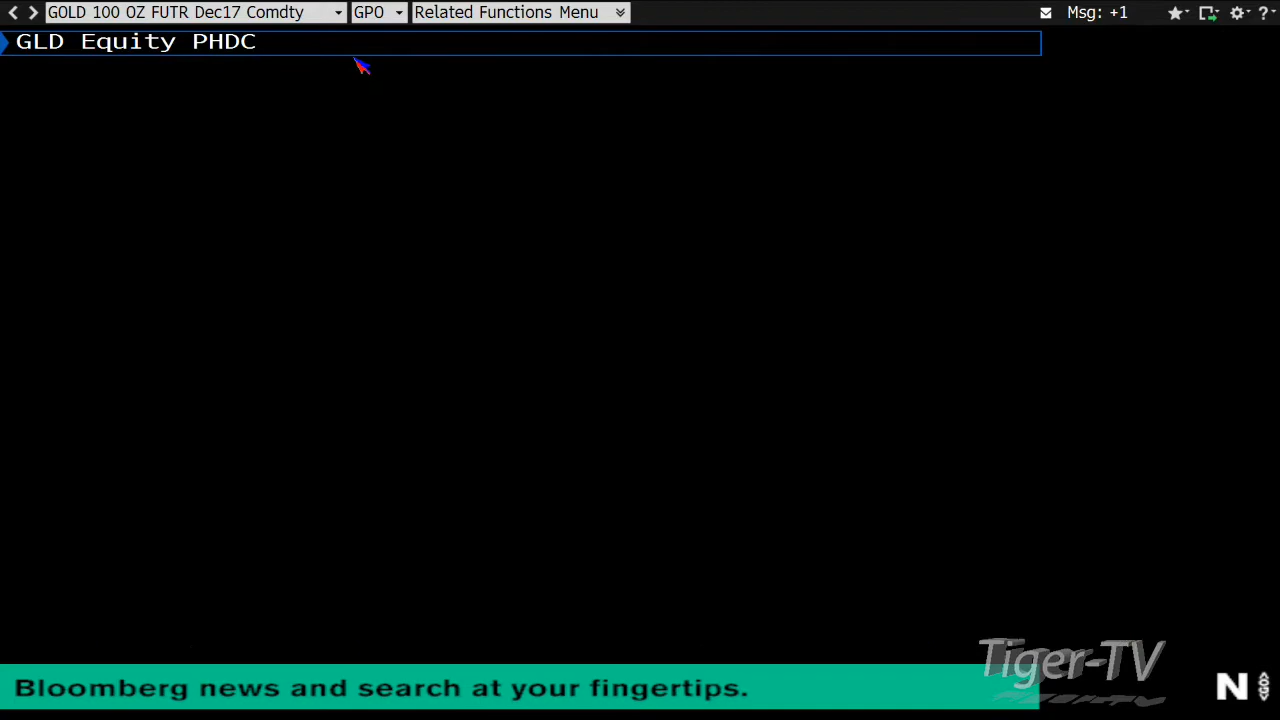 GOLD 100 OZ FUTR Dec17 Comdty GPO Related Functions Menu Msg: +1 ?
GLD Equity PHDC
Tiger-TV
Bloomberg news and search at your fingertips. N